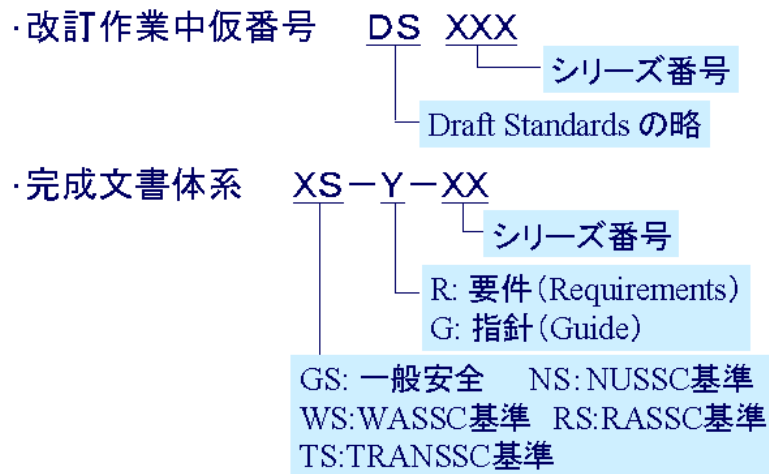 ・改訂作業中仮番号 DS XXX
シリーズ番号
Draft Standards の略
・完成文書体系 XS－Y－XX
シリーズ番号
R: 要件（Requirements）
G: 指針（Guide）
GS: 一般安全 NS:NUSSC基準
WS:WASSC基準 RS:RASSC基準
TS:TRANSSC基準